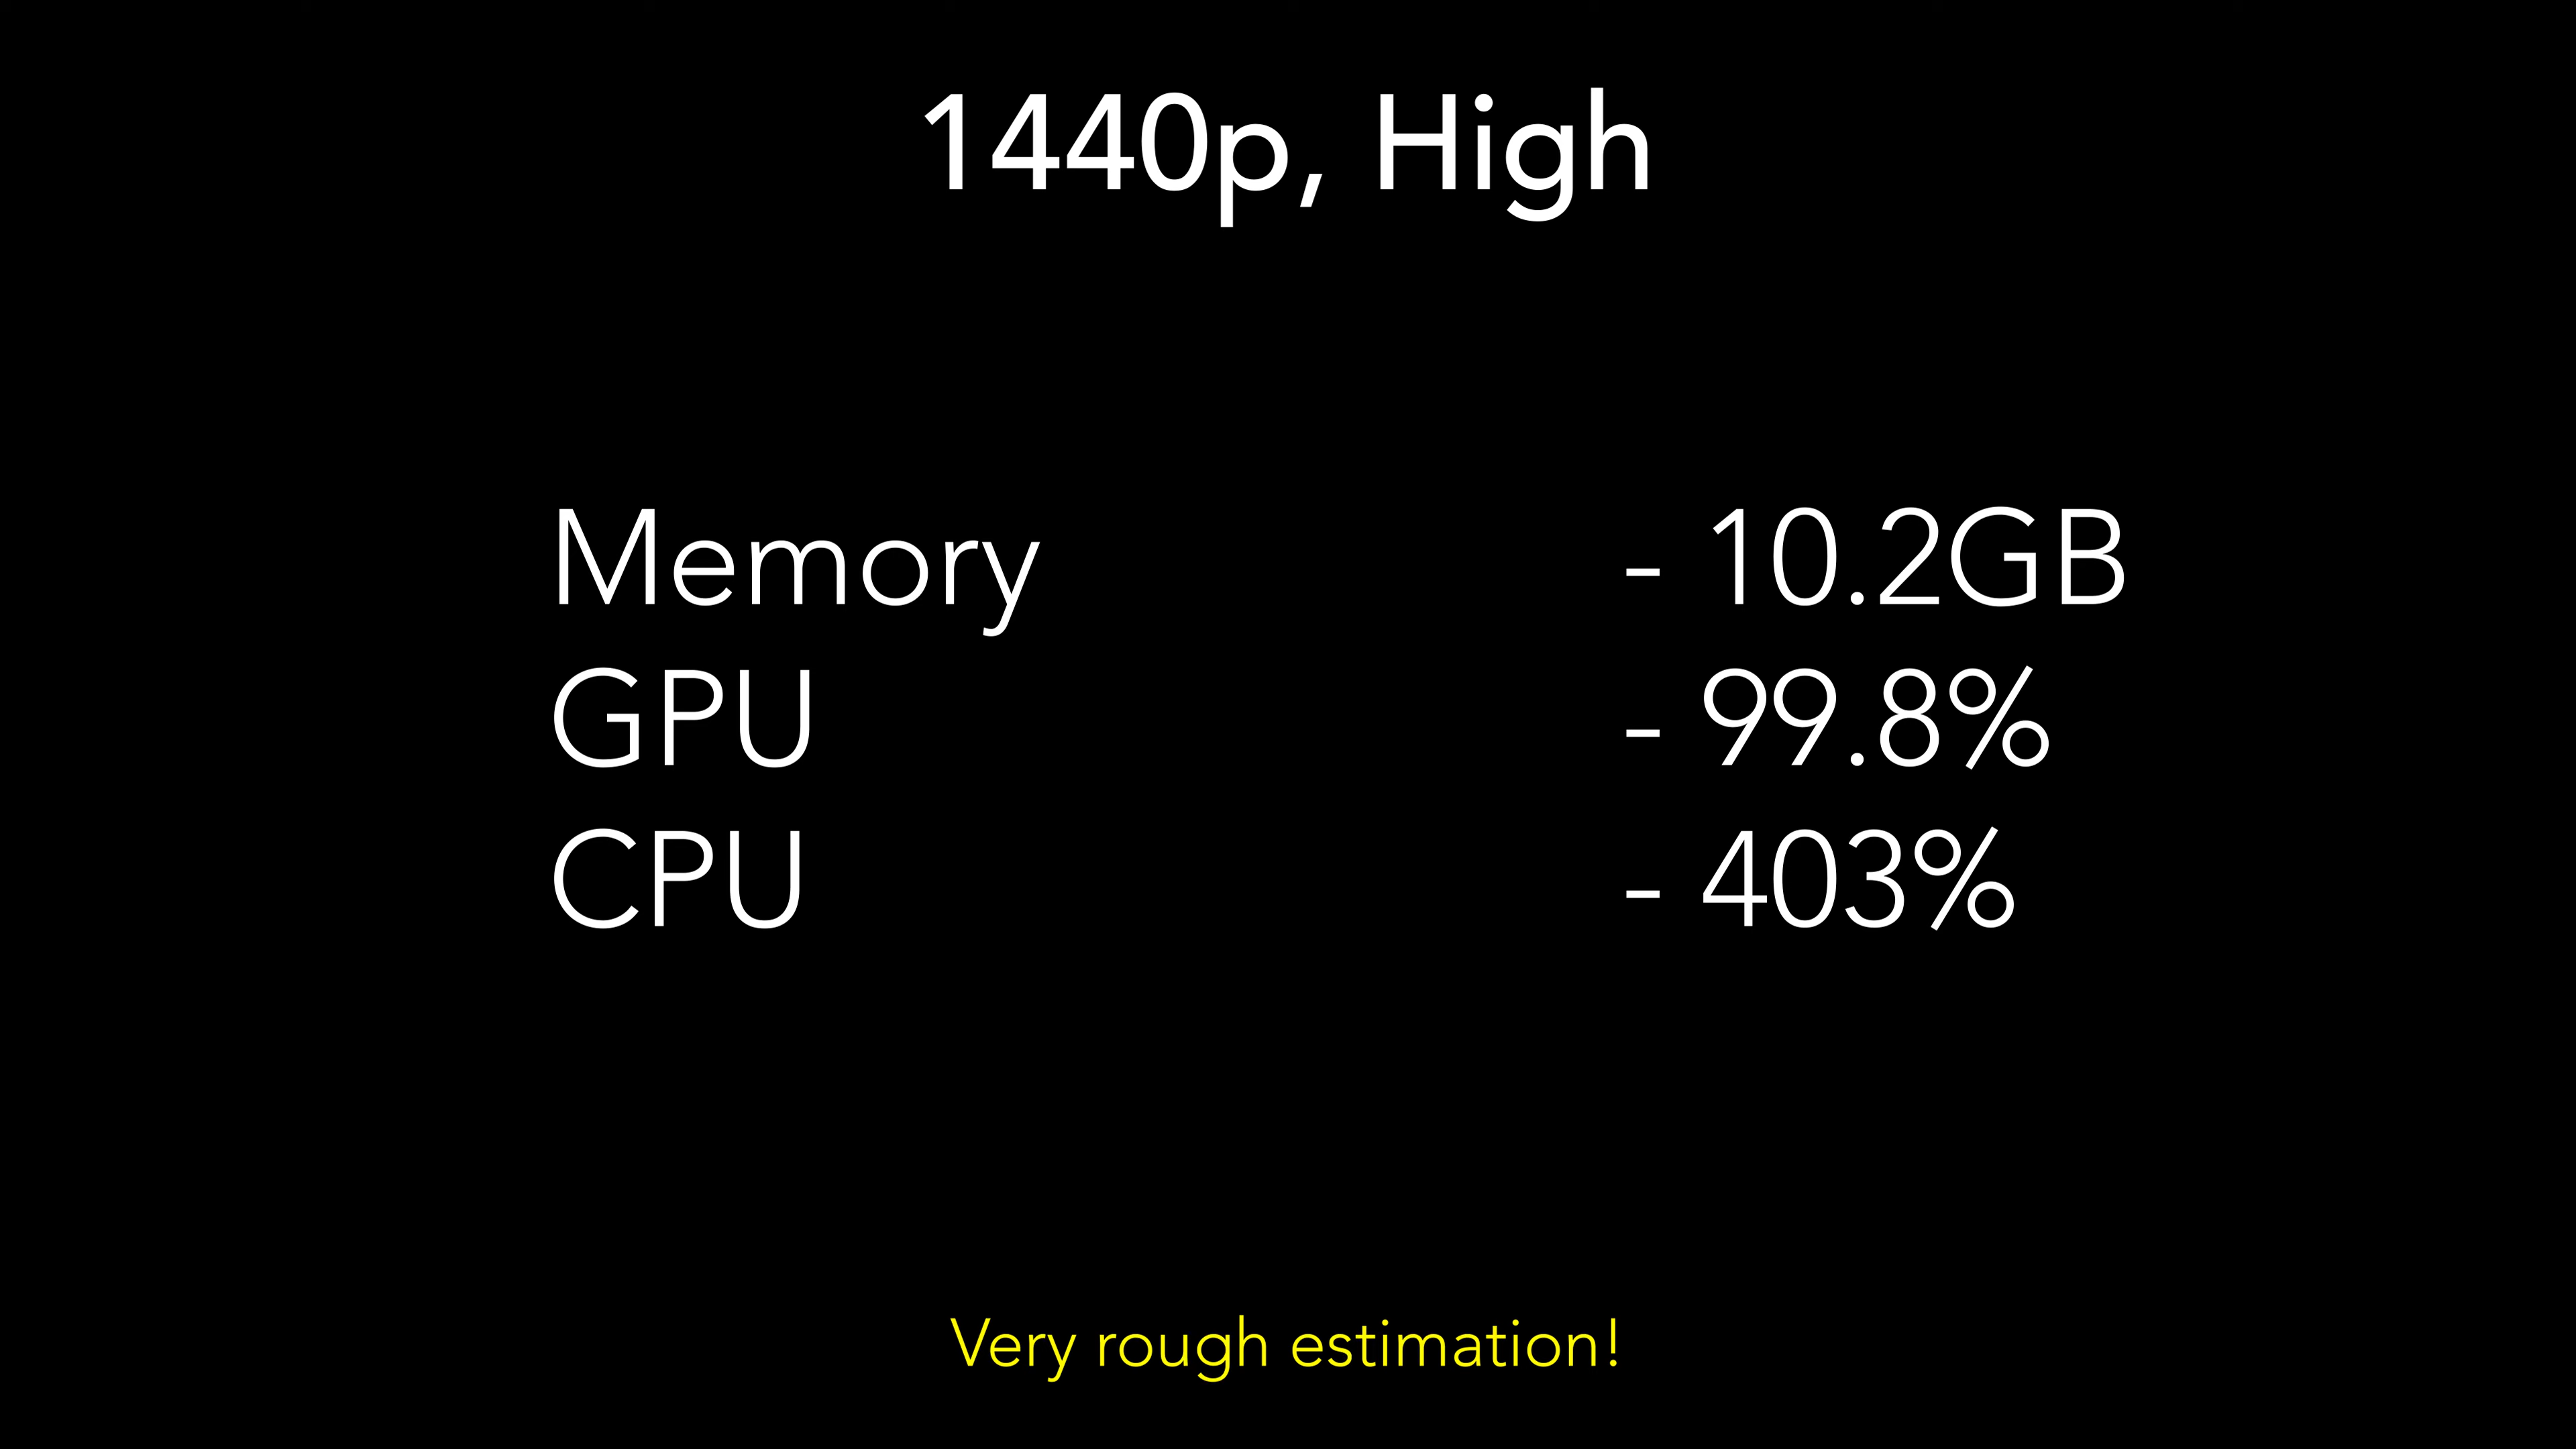 1440p, High
Memory - 10.2GB
GPU - 99.8%
CPU - 403%
Very rough estimation!